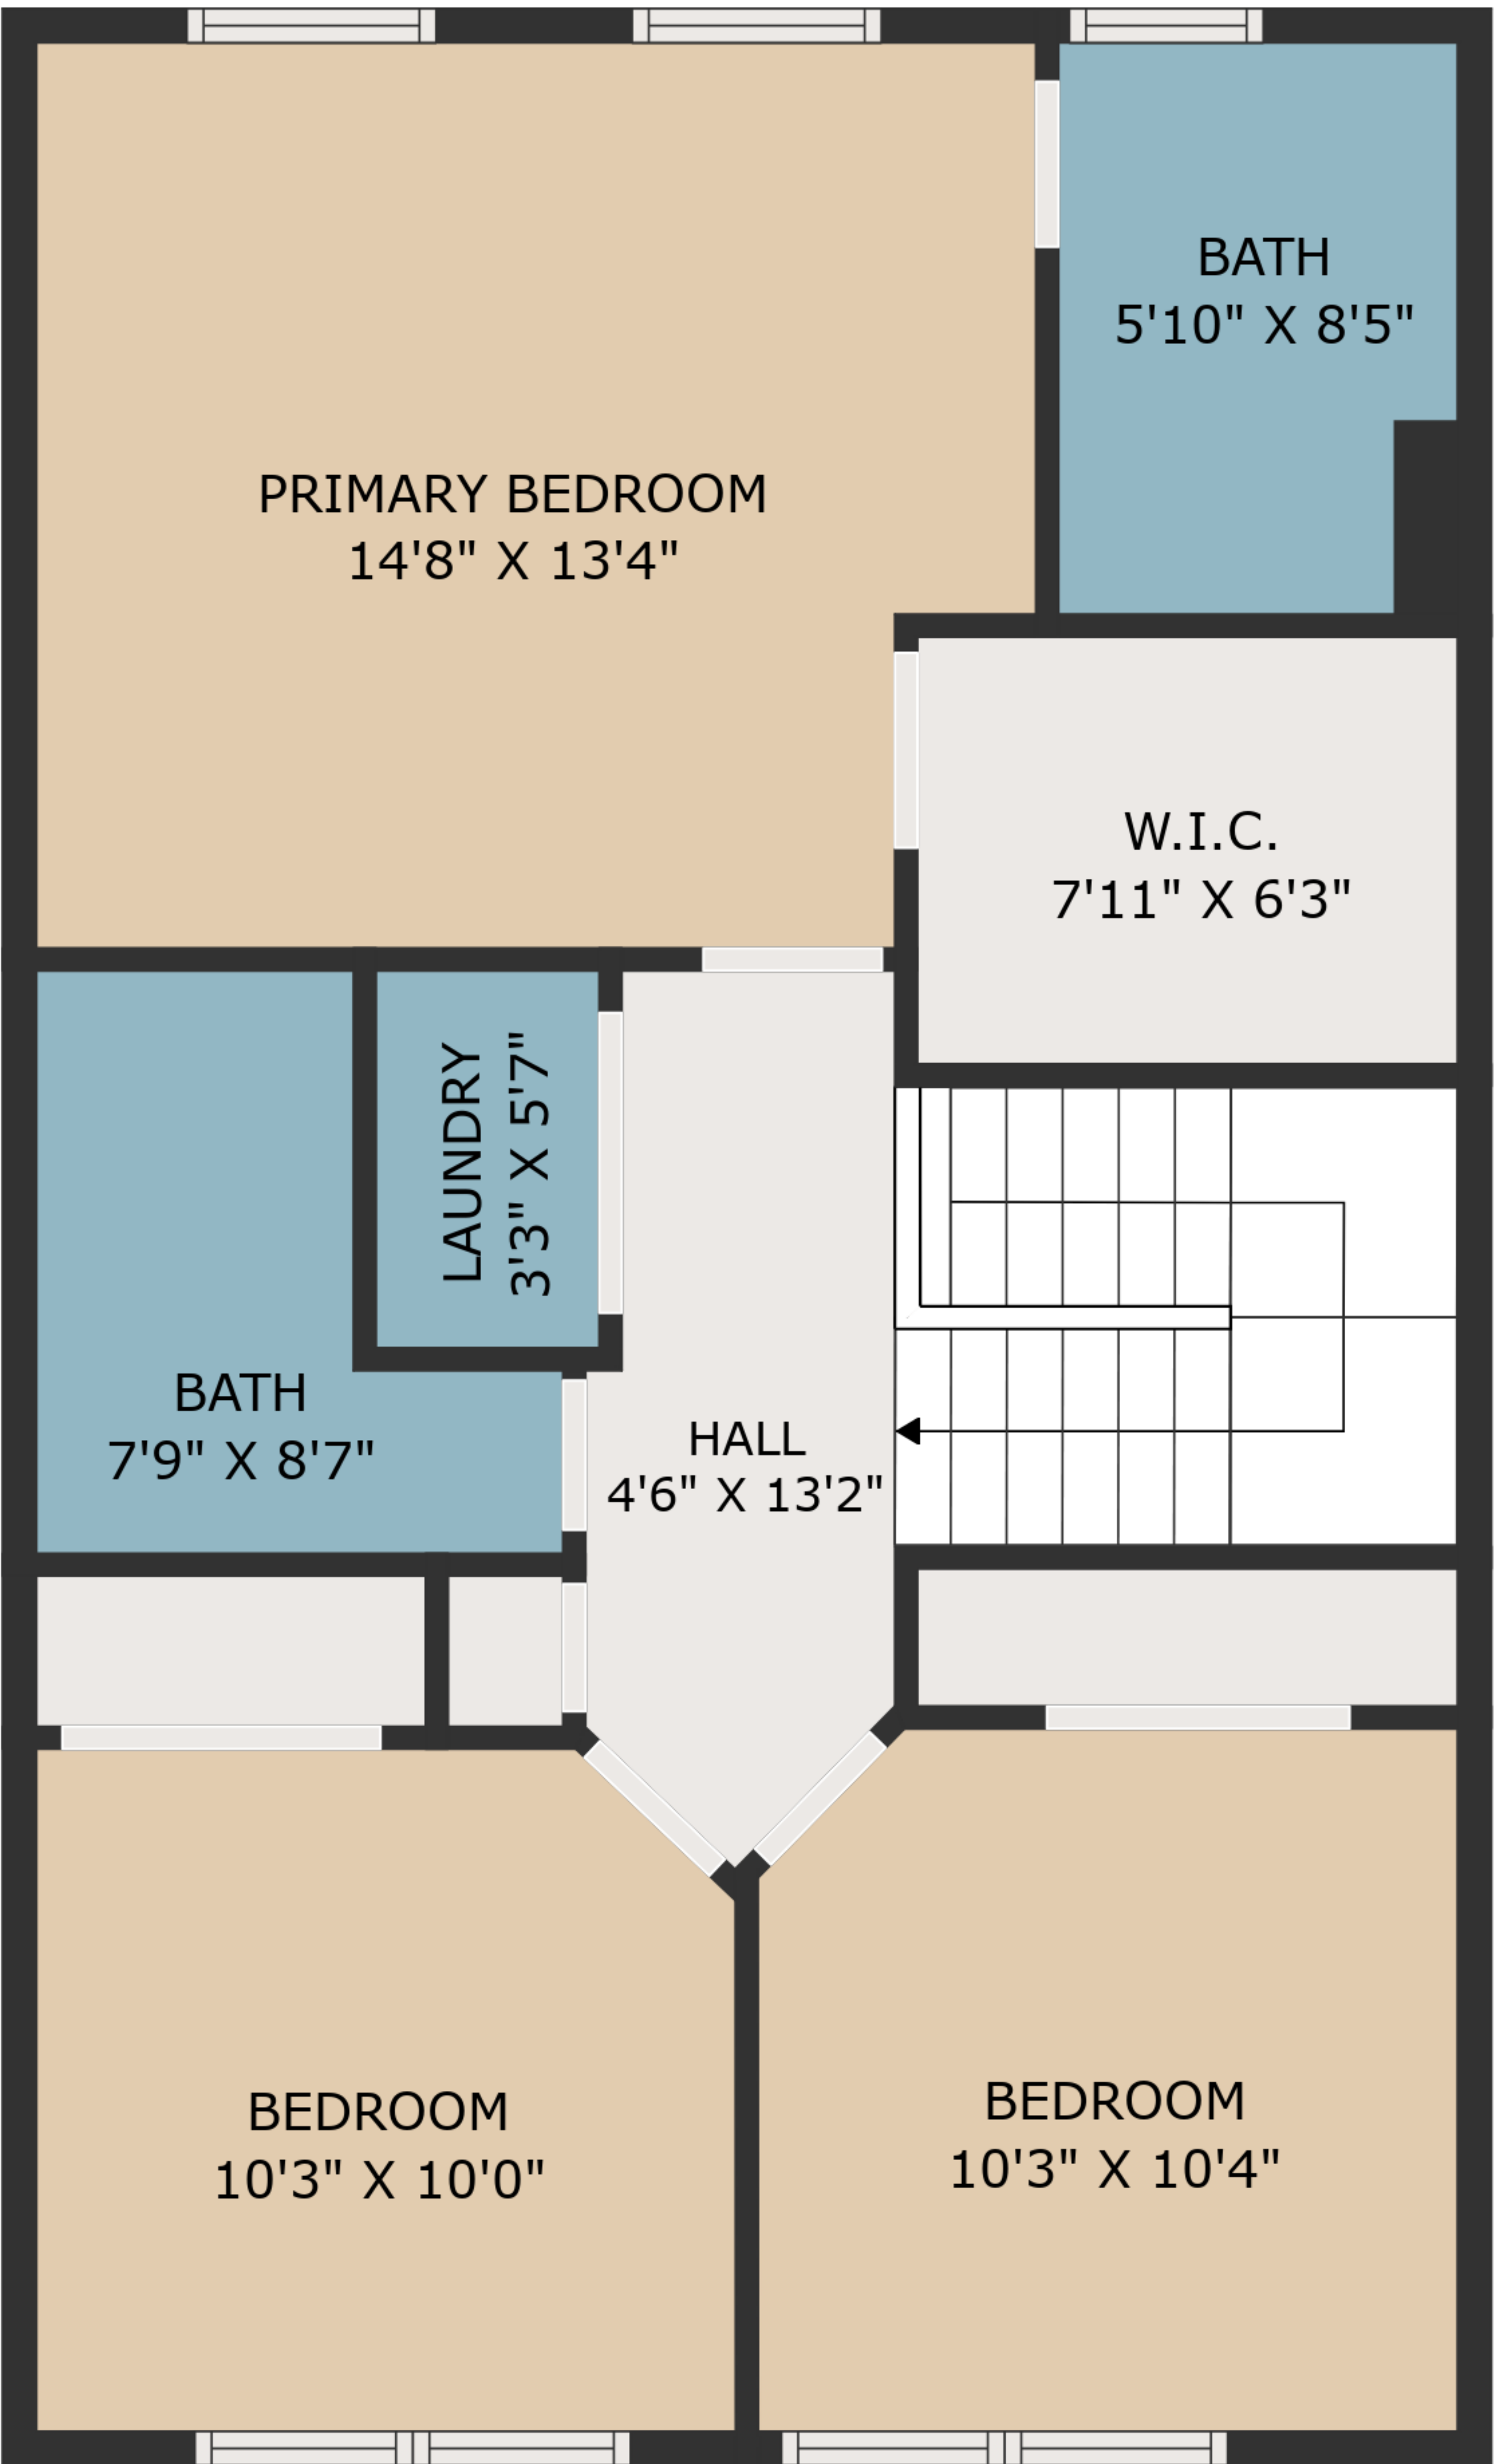 BATH
5'10" X 8'5"
PRIMARY BEDROOM
14'8" X 13'4"
W.I.C.
7'11" X 6'3"
LAUNDRY
3'3" X 5'7"
BATH
7'9" X 8'7"
HALL
4'6" X 13'2"
BEDROOM
10'3" X 10'0"
BEDROOM
10'3" X 10'4"